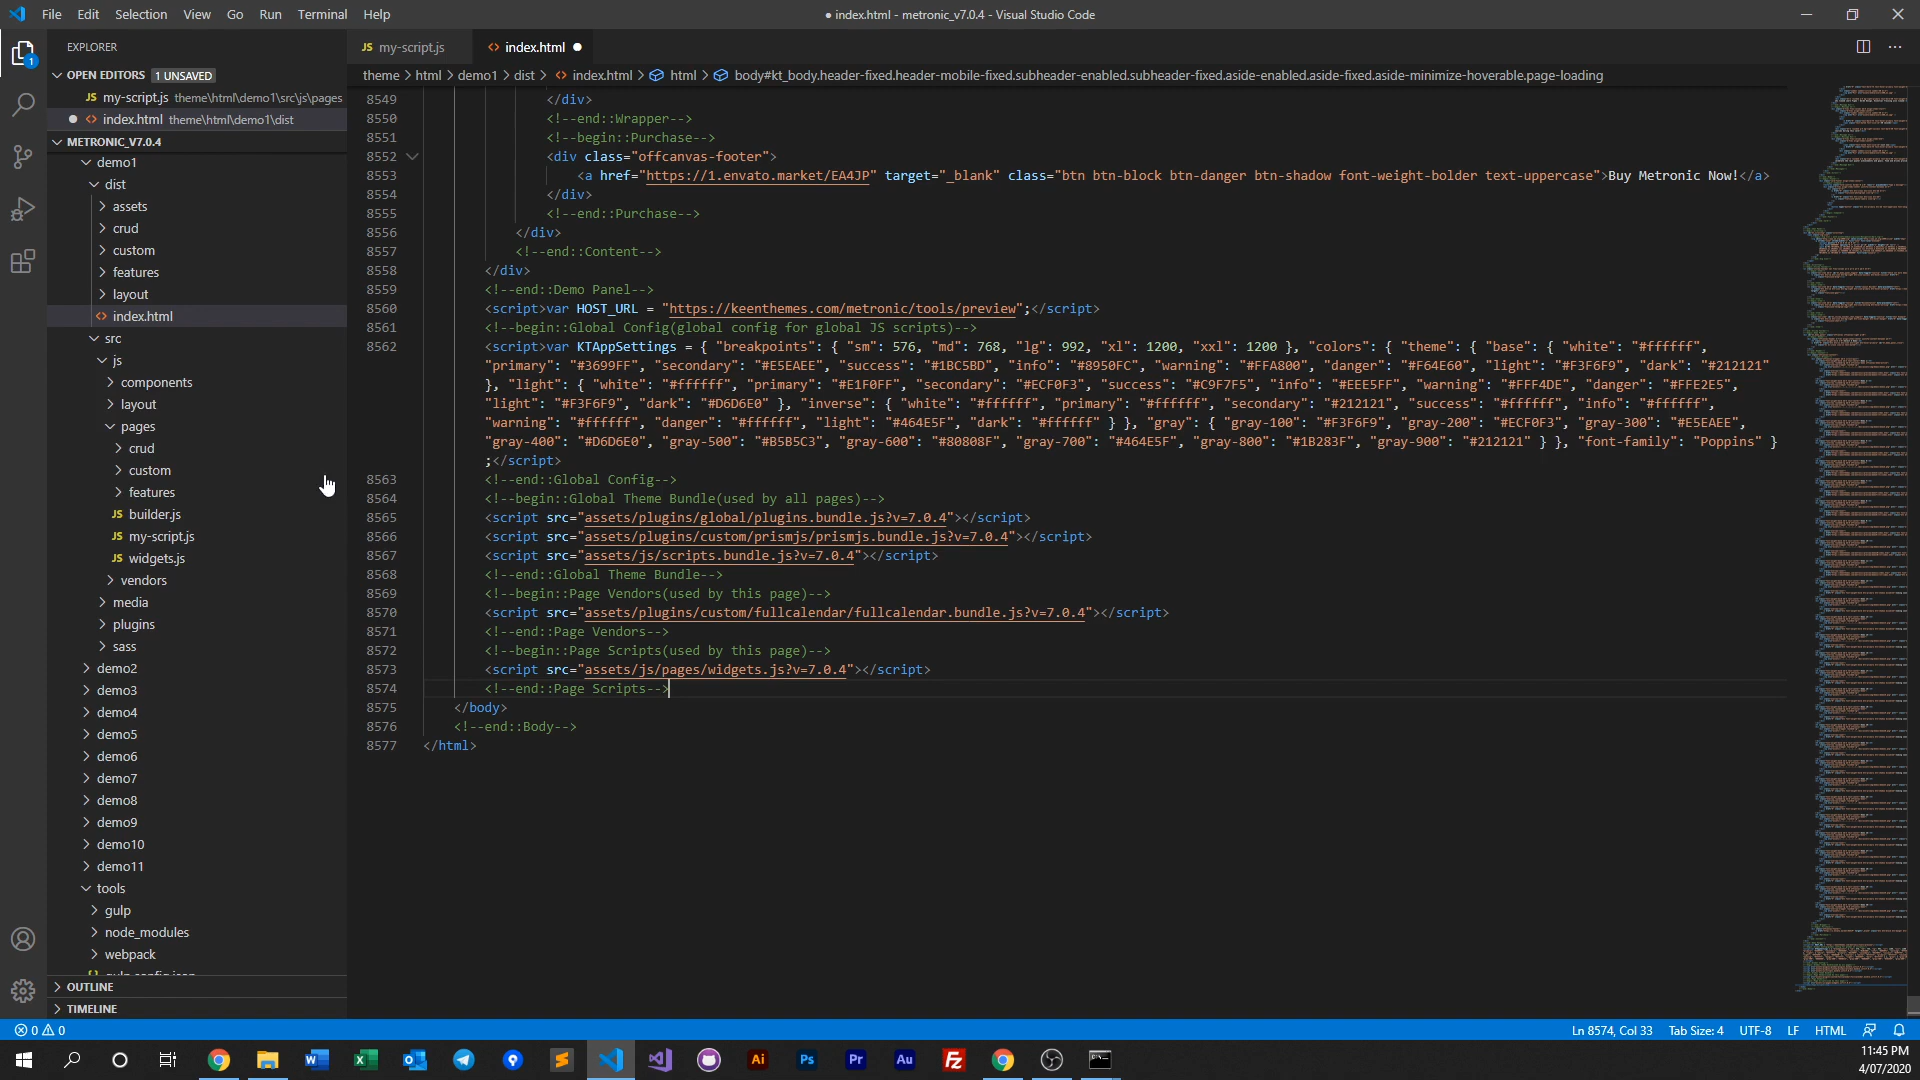 File Edit Selection View Go Run Terminal Help
● index.html - metronic_v7.0.4 - Visual Studio Code
EXPLORER
OPEN EDITORS 1 UNSAVED
JS my-script.js theme\html\demo1\src\js\pages
index.html theme\html\demo1\dist
METRONIC_V7.0.4
demo1
dist
assets
crud
custom
features
layout
index.html
src
js
components
layout
pages
crud
custom
features
JS builder.js
JS my-script.js
JS widgets.js
vendors
media
plugins
sass
demo2
demo3
demo4
demo5
demo6
demo7
demo8
demo9
demo10
demo11
tools
gulp
node_modules
webpack
OUTLINE
TIMELINE
JS my-script.js
index.html ●
theme > html > demo1 > dist > index.html > html > body#kt_body.header-fixed.header-mobile-fixed.subheader-enabled.subheader-fixed.aside-enabled.aside-fixed.aside-minimize-hoverable.page-loading
8549 </div>
8550 <!--end::Wrapper-->
8551 <!--begin::Purchase-->
8552 <div class="offcanvas-footer">
8553 <a href="https://1.envato.market/EA4JP" target="_blank" class="btn btn-block btn-danger btn-shadow font-weight-bolder text-uppercase">Buy Metronic Now!</a>
8554 </div>
8555 <!--end::Purchase-->
8556 </div>
8557 <!--end::Content-->
8558 </div>
8559 <!--end::Demo Panel-->
8560 <script>var HOST_URL = "https://keenthemes.com/metronic/tools/preview";</script>
8561 <!--begin::Global Config(global config for global JS scripts)-->
8562 <script>var KTAppSettings = { "breakpoints": { "sm": 576, "md": 768, "lg": 992, "xl": 1200, "xxl": 1200 }, "colors": { "theme": { "base": { "white": "#ffffff",
"primary": "#3699FF", "secondary": "#E5EAEE", "success": "#1BC5BD", "info": "#8950FC", "warning": "#FFA800", "danger": "#F64E60", "light": "#F3F6F9", "dark": "#212121"
}, "light": { "white": "#ffffff", "primary": "#E1F0FF", "secondary": "#ECF0F3", "success": "#C9F7F5", "info": "#EEE5FF", "warning": "#FFF4DE", "danger": "#FFE2E5",
"light": "#F3F6F9", "dark": "#D6D6E0" }, "inverse": { "white": "#ffffff", "primary": "#ffffff", "secondary": "#212121", "success": "#ffffff", "info": "#ffffff",
"warning": "#ffffff", "danger": "#ffffff", "light": "#464E5F", "dark": "#ffffff" } }, "gray": { "gray-100": "#F3F6F9", "gray-200": "#ECF0F3", "gray-300": "#E5EAEE",
"gray-400": "#D6D6E0", "gray-500": "#B5B5C3", "gray-600": "#80808F", "gray-700": "#464E5F", "gray-800": "#1B283F", "gray-900": "#212121" } }, "font-family": "Poppins" }
;</script>
8563 <!--end::Global Config-->
8564 <!--begin::Global Theme Bundle(used by all pages)-->
8565 <script src="assets/plugins/global/plugins.bundle.js?v=7.0.4"></script>
8566 <script src="assets/plugins/custom/prismjs/prismjs.bundle.js?v=7.0.4"></script>
8567 <script src="assets/js/scripts.bundle.js?v=7.0.4"></script>
8568 <!--end::Global Theme Bundle-->
8569 <!--begin::Page Vendors(used by this page)-->
8570 <script src="assets/plugins/custom/fullcalendar/fullcalendar.bundle.js?v=7.0.4"></script>
8571 <!--end::Page Vendors-->
8572 <!--begin::Page Scripts(used by this page)-->
8573 <script src="assets/js/pages/widgets.js?v=7.0.4"></script>
8574 <!--end::Page Scripts-->
8575 </body>
8576 <!--end::Body-->
8577 </html>
0 0
Ln 8574, Col 33 Tab Size: 4 UTF-8 LF HTML
11:45 PM
4/07/2020